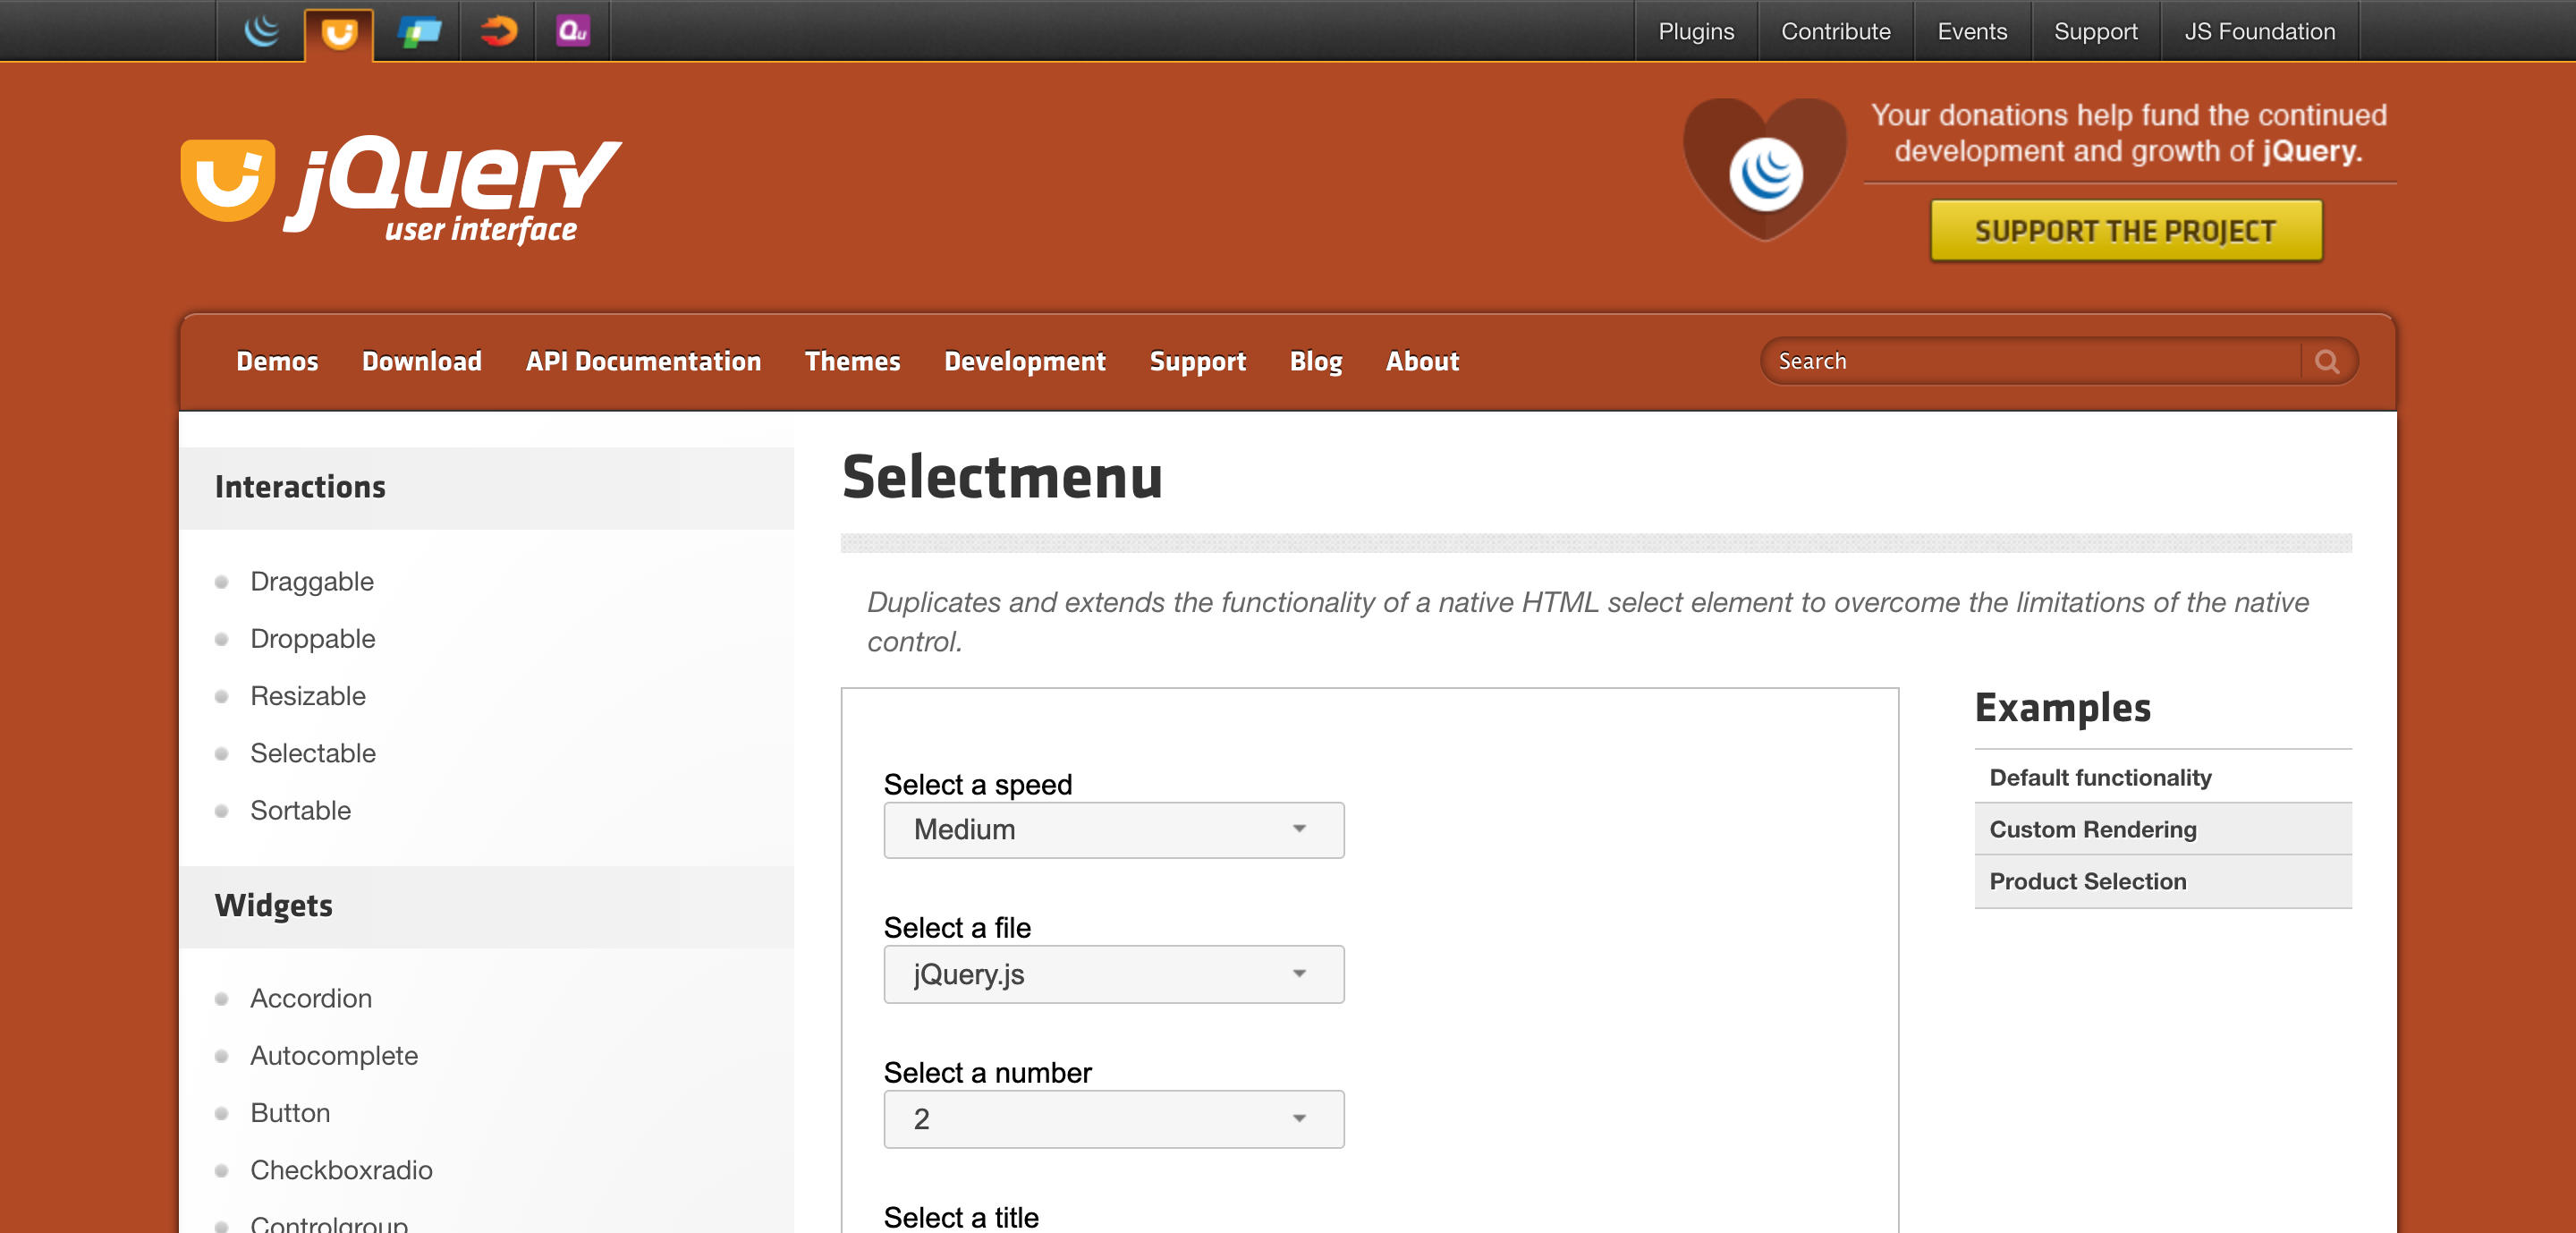 Qu
Plugins
Contribute
Events
Support
JS Foundation
jQuery
user interface
Your donations help fund the continued
development and growth of jQuery.
SUPPORT THE PROJECT
Demos
Download
API Documentation
Themes
Development
Support
Blog
About
Search
Interactions
Draggable
Droppable
Resizable
Selectable
Sortable
Widgets
Accordion
Autocomplete
Button
Checkboxradio
Controlgroup
Selectmenu
Duplicates and extends the functionality of a native HTML select element to overcome the limitations of the native
control.
Select a speed
Medium
Select a file
jQuery.js
Select a number
2
Select a title
Examples
Default functionality
Custom Rendering
Product Selection